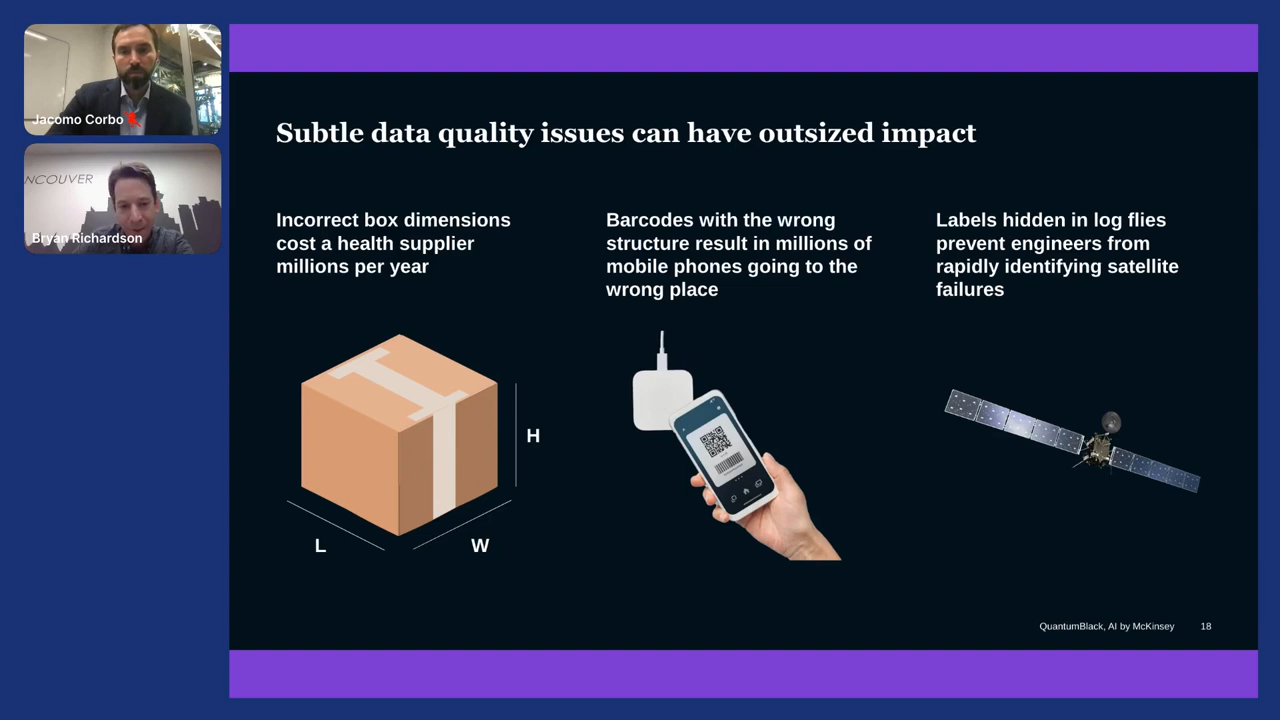 Jacomo Corbo
NCOUVER
Bryan Richardson
Subtle data quality issues can have outsized impact
Incorrect box dimensions
cost a health supplier
millions per year
H
L
W
Barcodes with the wrong
structure result in millions of
mobile phones going to the
wrong place
Labels hidden in log flies
prevent engineers from
rapidly identifying satellite
failures
QuantumBlack, AI by McKinsey
18